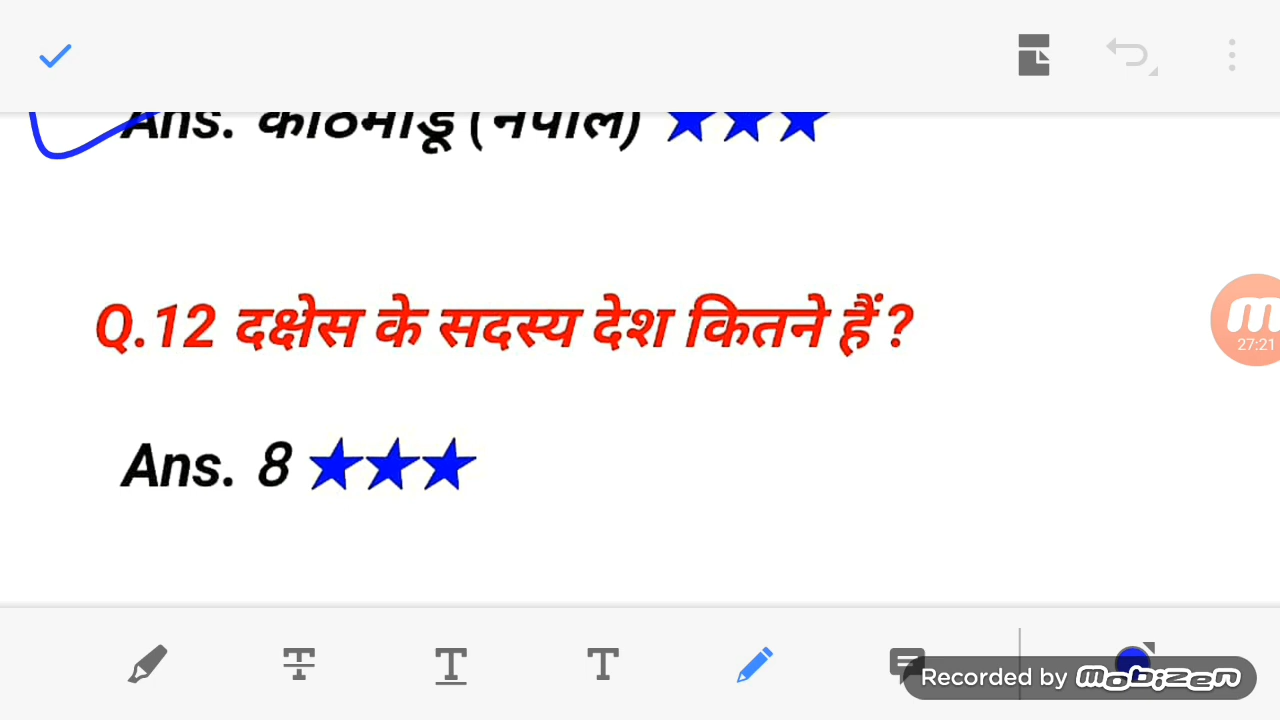 Ans. काठमांडू (नेपाल) ★★★
Q.12 दक्षेस के सदस्य देश कितने हैं ?
27:21
Ans. 8 ★★★
T T T
Recorded by mobizen